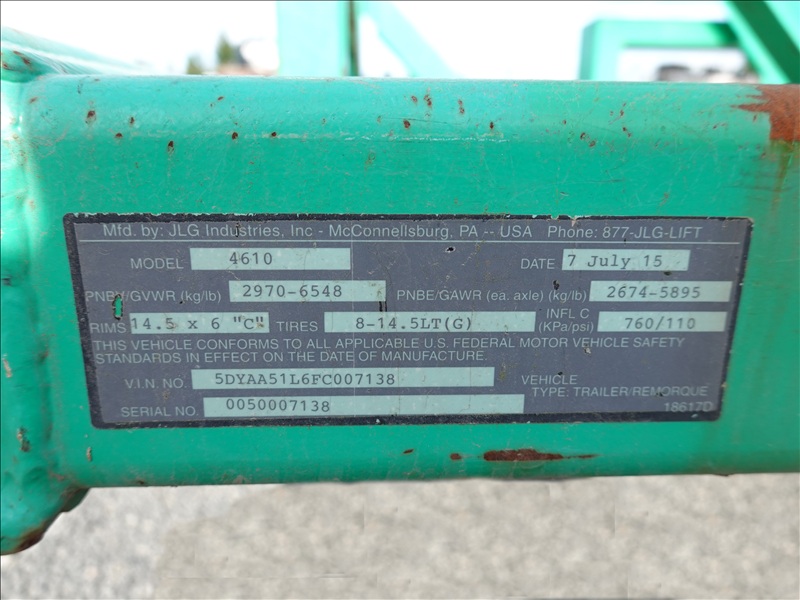 Mfd. by: JLG Industries, Inc - McConnellsburg, PA -- USA Phone: 877-JLG-LIFT
MODEL 4610 DATE 7 July 15
PNBV/GVWR (kg/lb) 2970-6548 PNBE/GAWR (ea. axle) (kg/lb) 2674-5895
RIMS 14.5 x 6 "C" TIRES 8-14.5LT(G) INFL C (KPa/psi) 760/110
THIS VEHICLE CONFORMS TO ALL APPLICABLE U.S. FEDERAL MOTOR VEHICLE SAFETY
STANDARDS IN EFFECT ON THE DATE OF MANUFACTURE.
V.I.N. NO. 5DYAA51L6FC007138 VEHICLE
TYPE: TRAILER/REMORQUE
SERIAL NO. 0050007138 18617D